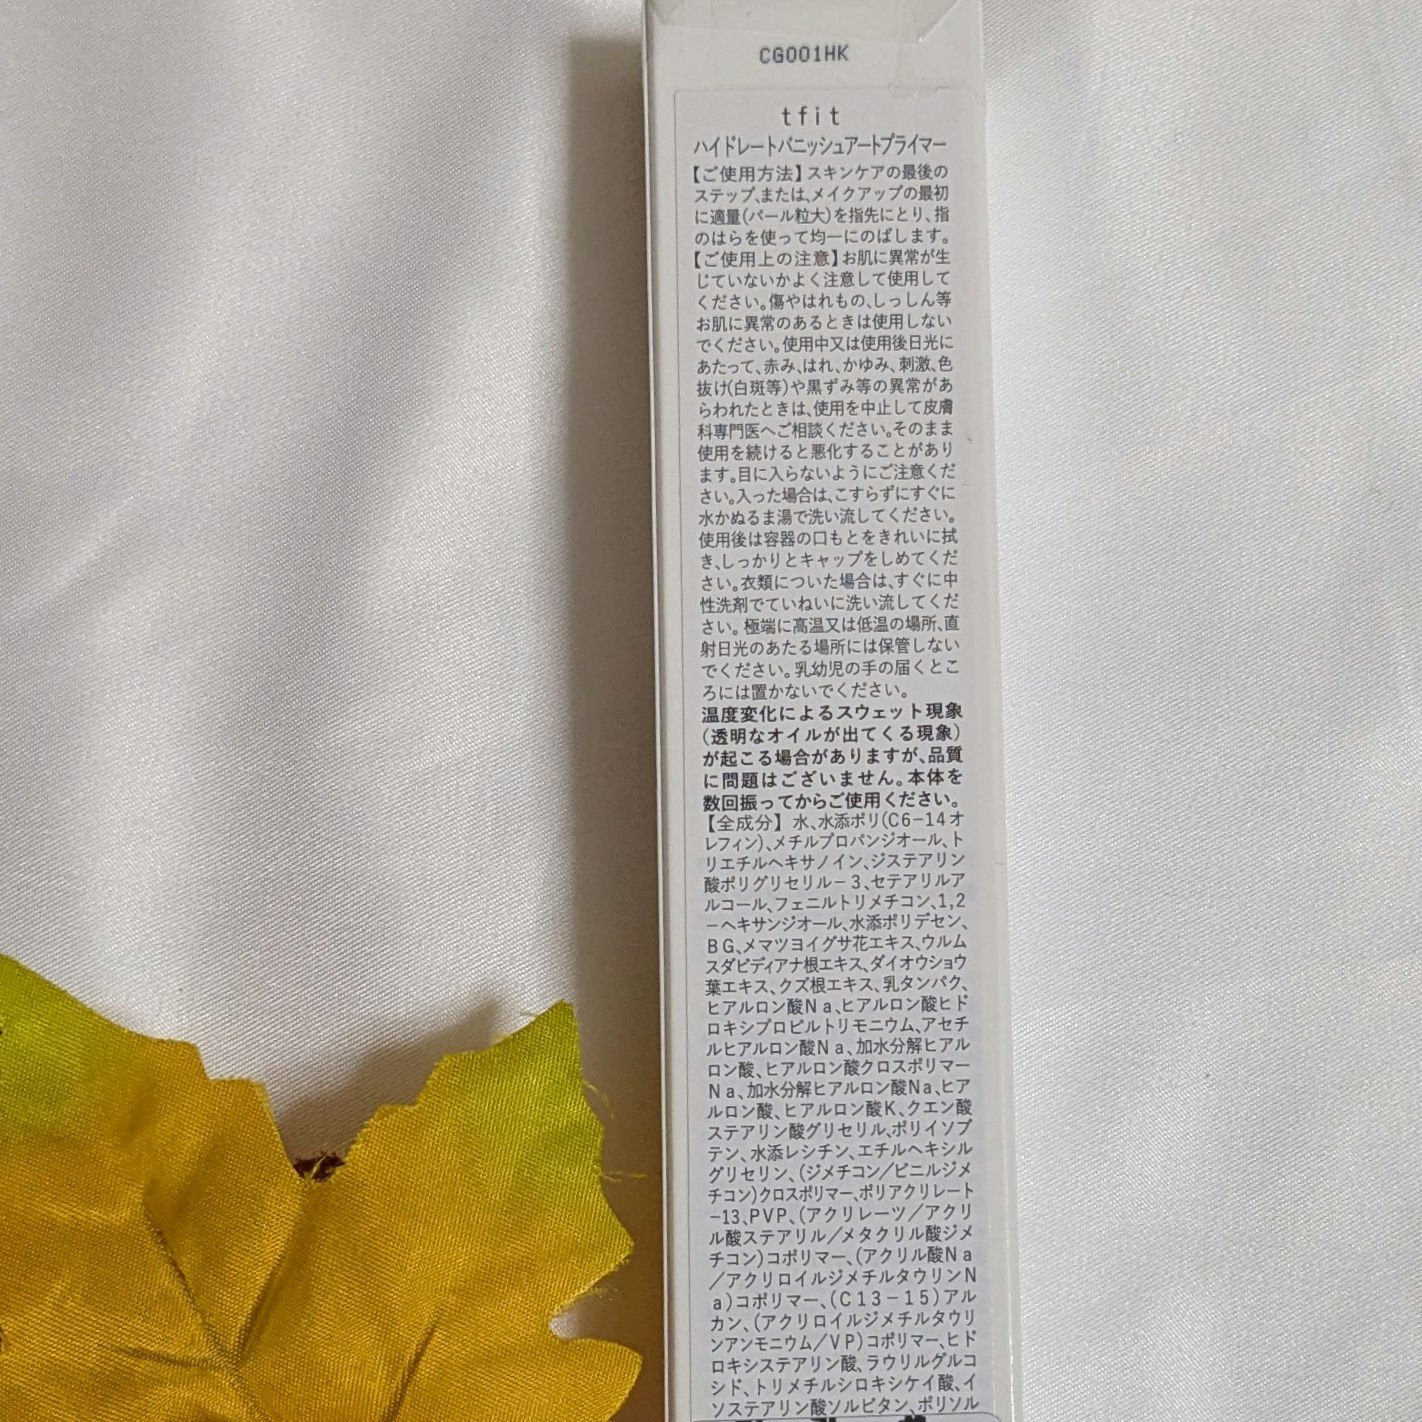 CG001HK
tfit
ハイドレートバニッシュアートプライマー
【ご使用方法】スキンケアの最後の
ステップ、または、メイクアップの最初
に適量(パール粒大)を指先にとり、指
のはらを使って均一にのばします。
【ご使用上の注意】お肌に異常が生
じていないかよく注意して使用して
ください。傷やはれもの、しっしん等
お肌に異常のあるときは使用しない
でください。使用中又は使用後日光に
あたって、赤み、はれ、かゆみ、刺激、色
抜け(白斑等)や黒ずみ等の異常があ
らわれたときは、使用を中止して皮膚
科専門医へご相談ください。そのまま
使用を続けると悪化することがあり
ます。目に入らないようにご注意くだ
さい。入った場合は、こすらずにすぐに
水かぬるま湯で洗い流してください。
使用後は容器の口もとをきれいに拭
き、しっかりとキャップをしめてくだ
さい。衣類についた場合は、すぐに中
性洗剤でていねいに洗い流してくだ
さい。極端に高温又は低温の場所、直
射日光のあたる場所には保管しない
でください。乳幼児の手の届くとこ
ろには置かないでください。
温度変化によるスウェット現象
(透明なオイルが出てくる現象)
が起こる場合がありますが、品質
に問題はございません。本体を
数回振ってからご使用ください。
【全成分】水、水添ポリ(C6−14オ
レフィン)、メチルプロパンジオール、ト
リエチルヘキサノイン、ジステアリン
酸ポリグリセリル−3、セテアリルア
ルコール、フェニルトリメチコン、1,2
−ヘキサンジオール、水添ポリデセン、
BG、メマツヨイグサ花エキス、ウルム
スダビディアナ根エキス、ダイオウショウ
葉エキス、クズ根エキス、乳タンパク、
ヒアルロン酸Na、ヒアルロン酸ヒド
ロキシプロピルトリモニウム、アセチ
ルヒアルロン酸Na、加水分解ヒアル
ロン酸、ヒアルロン酸クロスポリマー
Na、加水分解ヒアルロン酸Na、ヒア
ルロン酸、ヒアルロン酸K、クエン酸
ステアリン酸グリセリル、ポリイソブ
テン、水添レシチン、エチルヘキシル
グリセリン、(ジメチコン／ビニルジメ
チコン)クロスポリマー、ポリアクリレート
−13、PVP、(アクリレーツ／アクリ
ル酸ステアリル／メタクリル酸ジメ
チコン)コポリマー、(アクリル酸Na
／アクリロイルジメチルタウリンN
a)コポリマー、(C13−15)アル
カン、(アクリロイルジメチルタウリ
ンアンモニウム／VP)コポリマー、ヒド
ロキシステアリン酸、ラウリルグルコ
シド、トリメチルシロキシケイ酸、イ
ソステアリン酸ソルビタン、ポリソル